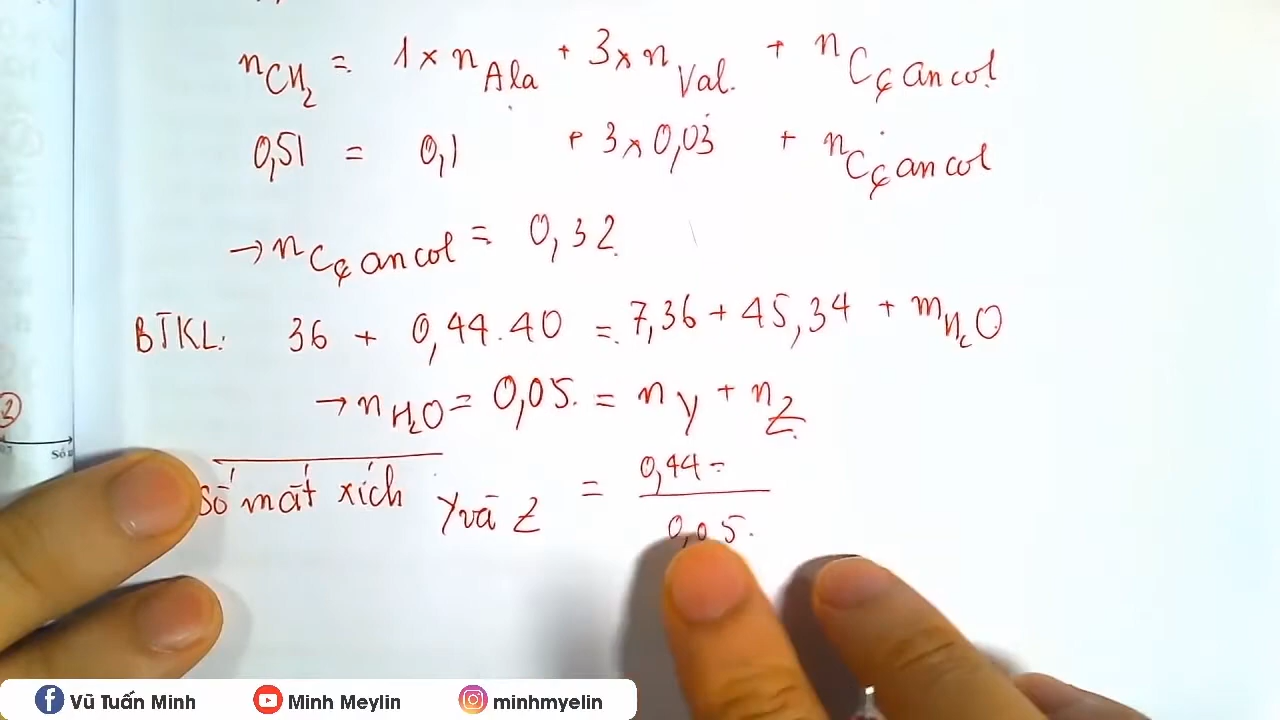 nCH2 = 1 x nAla + 3 x nVal. + nC ancol
0,51 = 0,1 + 3 x 0,03 + nC ancol
→ nC ancol = 0,32
BTKL: 36 + 0,44.40 = 7,36 + 45,34 + mH2O
→ nH2O = 0,05. = nY + nZ
Số mắt xích Y và Z = 0,44 -
0,05.
2
Số
Vũ Tuấn Minh Minh Meylin minhmyelin